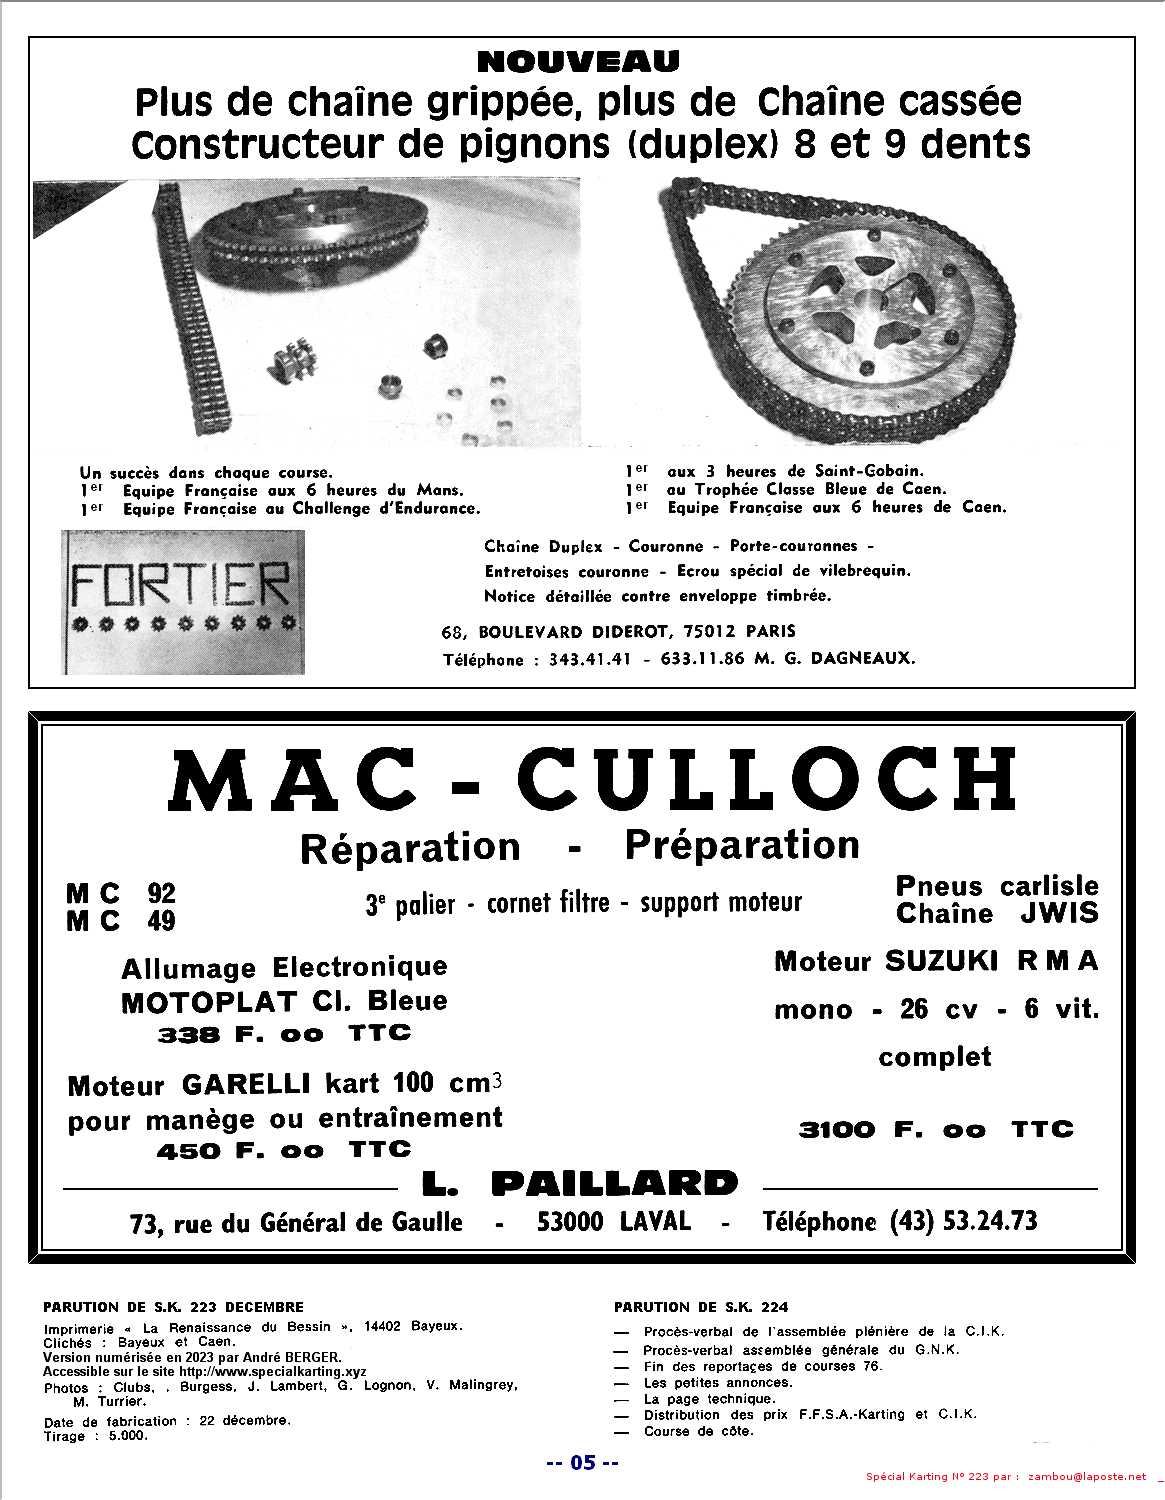 NOUVEAU
Plus de chaîne grippée, plus de Chaîne cassée
Constructeur de pignons (duplex) 8 et 9 dents
Un succès dans chaque course.
1er Equipe Française aux 6 heures du Mans.
1er Equipe Française au Challenge d'Endurance.
1er aux 3 heures de Saint-Gobain.
1er au Trophée Classe Bleue de Caen.
1er Equipe Française aux 6 heures de Caen.
FORTIER
Chaîne Duplex - Couronne - Porte-couronnes -
Entretoises couronne - Ecrou spécial de vilebrequin.
Notice détaillée contre enveloppe timbrée.
68, BOULEVARD DIDEROT, 75012 PARIS
Téléphone : 343.41.41 - 633.11.86 M. G. DAGNEAUX.
MAC - CULLOCH
Réparation - Préparation
MC 92
MC 49
3e palier - cornet filtre - support moteur
Pneus carlisle
Chaîne JWIS
Allumage Electronique
MOTOPLAT Cl. Bleue
338 F. oo TTC
Moteur GARELLI kart 100 cm3
pour manège ou entraînement
450 F. oo TTC
Moteur SUZUKI R M A
mono - 26 cv - 6 vit.
complet
3100 F. oo TTC
L. PAILLARD
73, rue du Général de Gaulle - 53000 LAVAL - Téléphone (43) 53.24.73
PARUTION DE S.K. 223 DECEMBRE
Imprimerie « La Renaissance du Bessin », 14402 Bayeux.
Clichés : Bayeux et Caen.
Version numérisée en 2023 par André BERGER.
Accessible sur le site http://www.specialkarting.xyz
Photos : Clubs, . Burgess, J. Lambert, G. Lognon, V. Malingrey,
M. Turrier.
Date de fabrication : 22 décembre.
Tirage : 5.000.
PARUTION DE S.K. 224
— Procès-verbal de l'assemblée plénière de la C.I.K.
— Procès-verbal assemblée générale du G.N.K.
— Fin des reportages de courses 76.
— Les petites annonces.
— La page technique.
— Distribution des prix F.F.S.A.-Karting et C.I.K.
— Course de côte.
-- 05 --
Spécial Karting N° 223 par : zambou@laposte.net _